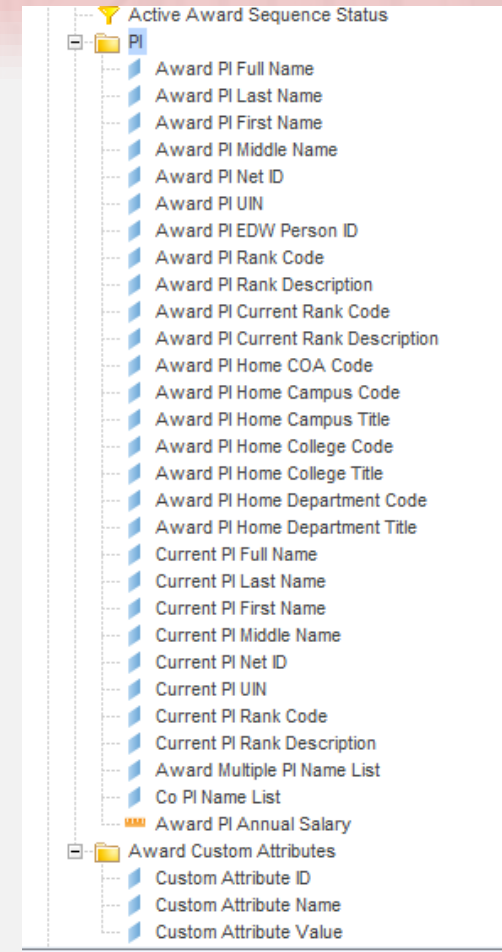 Active Award Sequence Status
PI
Award PI Full Name
Award PI Last Name
Award PI First Name
Award PI Middle Name
Award PI Net ID
Award PI UIN
Award PI EDW Person ID
Award PI Rank Code
Award PI Rank Description
Award PI Current Rank Code
Award PI Current Rank Description
Award PI Home COA Code
Award PI Home Campus Code
Award PI Home Campus Title
Award PI Home College Code
Award PI Home College Title
Award PI Home Department Code
Award PI Home Department Title
Current PI Full Name
Current PI Last Name
Current PI First Name
Current PI Middle Name
Current PI Net ID
Current PI UIN
Current PI Rank Code
Current PI Rank Description
Award Multiple PI Name List
Co PI Name List
Award PI Annual Salary
Award Custom Attributes
Custom Attribute ID
Custom Attribute Name
Custom Attribute Value